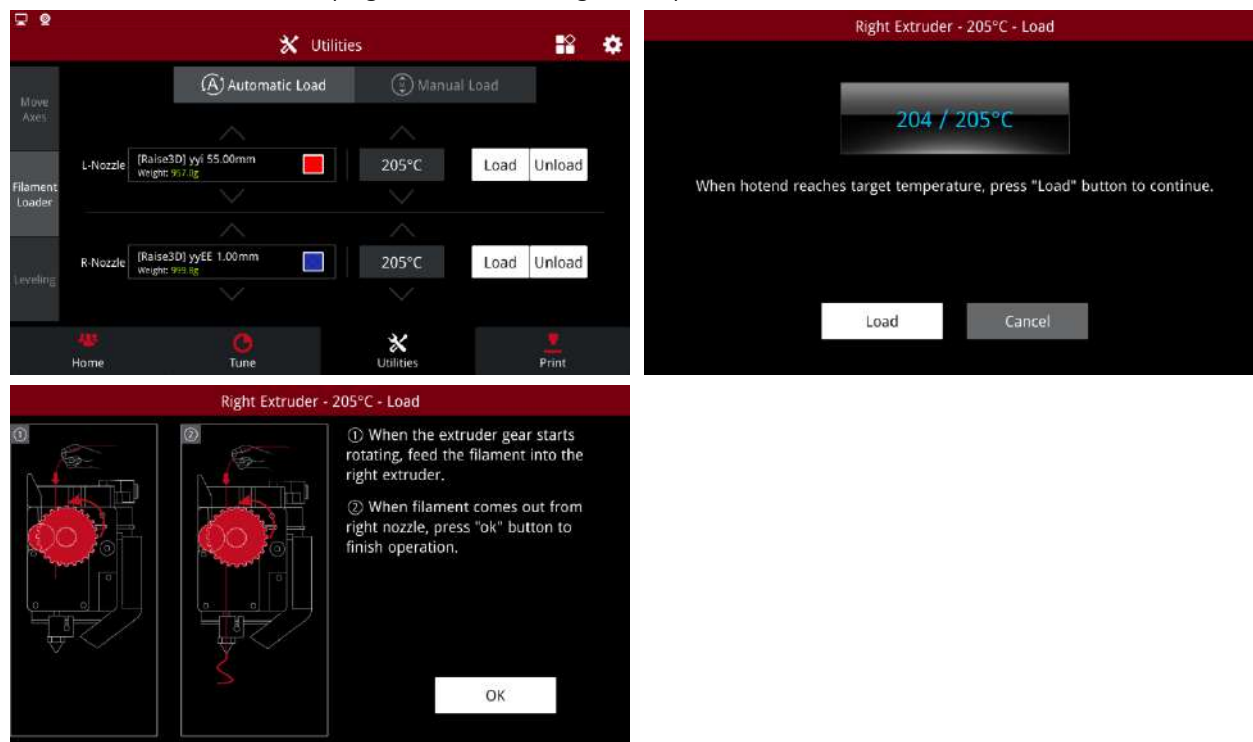 Utilities
Automatic Load
Manual Load
Move
Axes
Filament
Loader
Leveling
L-Nozzle
[Raise3D] yyi 55.00mm
Weight: 957.0g
205°C
Load
Unload
R-Nozzle
[Raise3D] yyEE 1.00mm
Weight: 999.8g
205°C
Load
Unload
Home
Tune
Utilities
Print
Right Extruder - 205°C - Load
204 / 205°C
When hotend reaches target temperature, press "Load" button to continue.
Load
Cancel
Right Extruder - 205°C - Load
①
②
① When the extruder gear starts
rotating, feed the filament into the
right extruder.
② When filament comes out from
right nozzle, press "ok" button to
finish operation.
OK